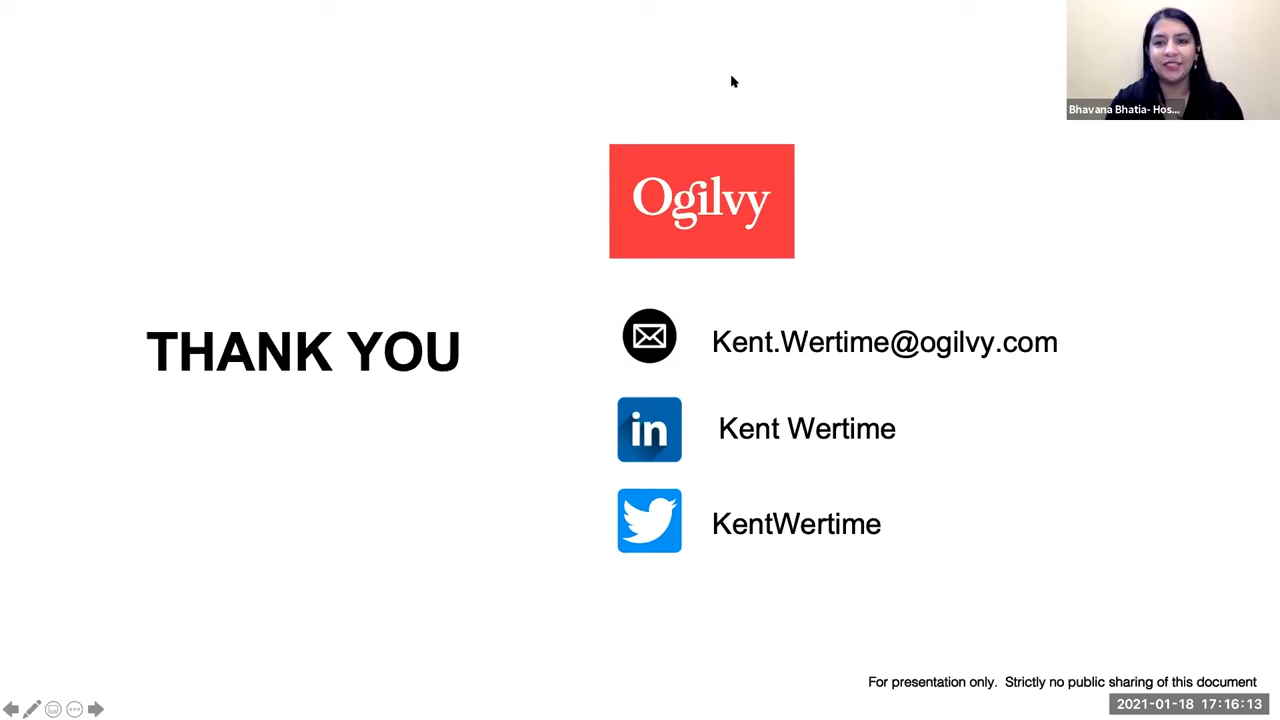 Bhavana Bhatia- Hos...
Ogilvy
THANK YOU
Kent.Wertime@ogilvy.com
in
Kent Wertime
KentWertime
For presentation only. Strictly no public sharing of this document
2021-01-18 17:16:13